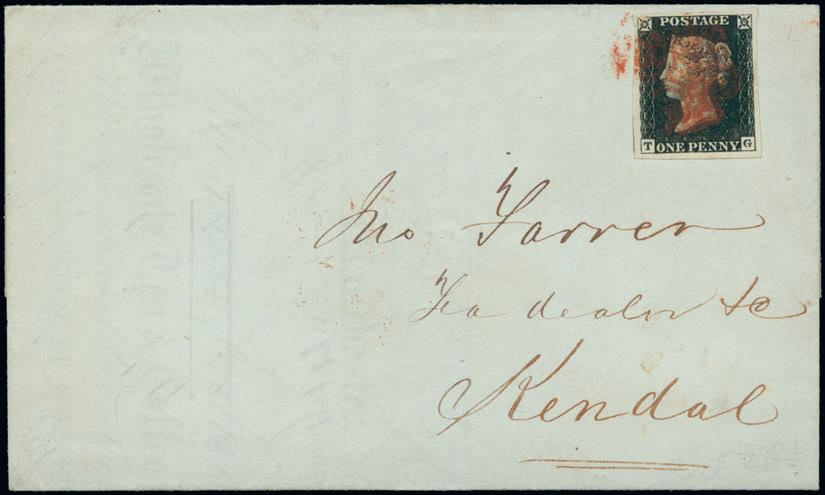 POSTAGE
T ONE PENNY G
Jno Farrer
Tea dealer &c
Kendal